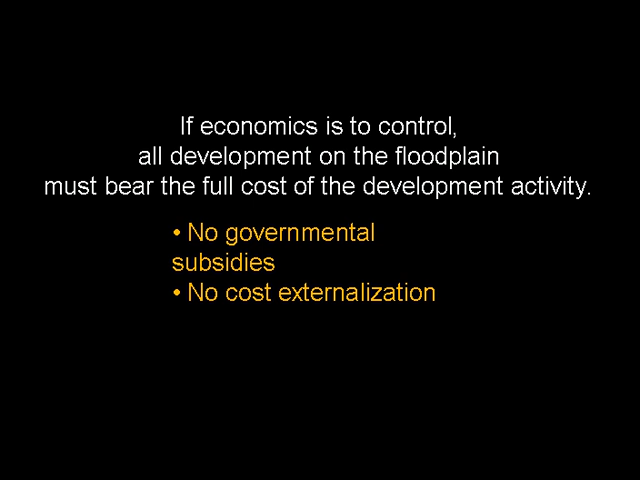 If economics is to control,
all development on the floodplain
must bear the full cost of the development activity.
• No governmental
subsidies
• No cost externalization